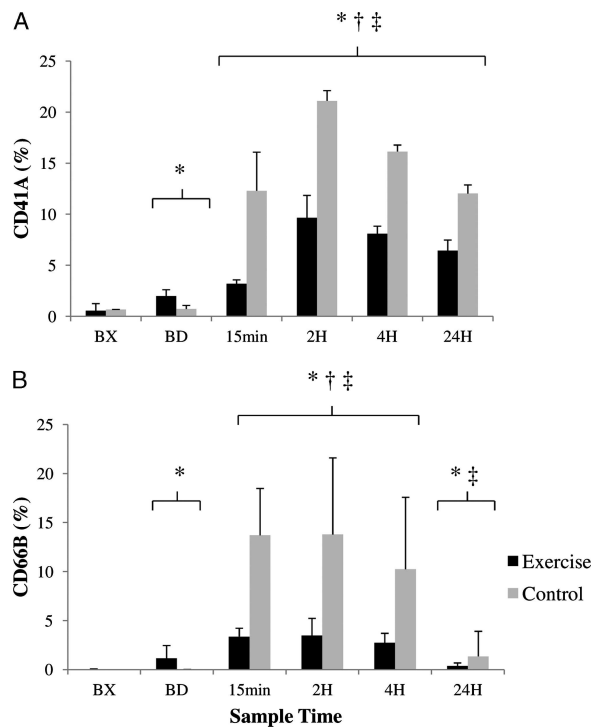 A
* † ‡
25
20
15
10
5
0
CD41A (%)
*
BX BD 15min 2H 4H 24H
B
* † ‡
25
20
15
10
5
0
CD66B (%)
*
* ‡
Exercise
Control
BX BD 15min 2H 4H 24H
Sample Time